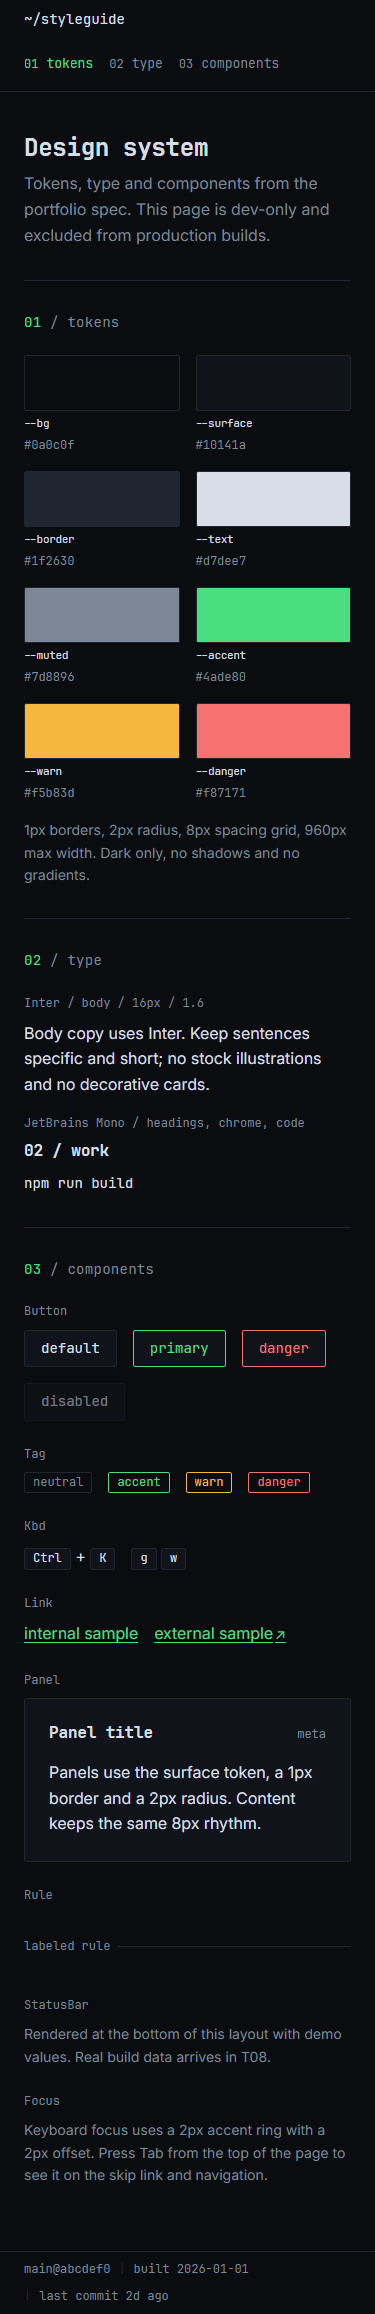 ~/styleguide
01 tokens 02 type 03 components
Design system
Tokens, type and components from the
portfolio spec. This page is dev-only and
excluded from production builds.
01 / tokens
--bg --surface
#0a0c0f #10141a
--border --text
#1f2630 #d7dee7
--muted --accent
#7d8896 #4ade80
--warn --danger
#f5b83d #f87171
1px borders, 2px radius, 8px spacing grid, 960px
max width. Dark only, no shadows and no
gradients.
02 / type
Inter / body / 16px / 1.6
Body copy uses Inter. Keep sentences
specific and short; no stock illustrations
and no decorative cards.
JetBrains Mono / headings, chrome, code
02 / work
npm run build
03 / components
Button
default primary danger
disabled
Tag
neutral accent warn danger
Kbd
Ctrl + K g w
Link
internal sample external sample↗
Panel
Panel title meta
Panels use the surface token, a 1px
border and a 2px radius. Content
keeps the same 8px rhythm.
Rule
labeled rule
StatusBar
Rendered at the bottom of this layout with demo
values. Real build data arrives in T08.
Focus
Keyboard focus uses a 2px accent ring with a
2px offset. Press Tab from the top of the page to
see it on the skip link and navigation.
main@abcdef0 | built 2026-01-01
| last commit 2d ago